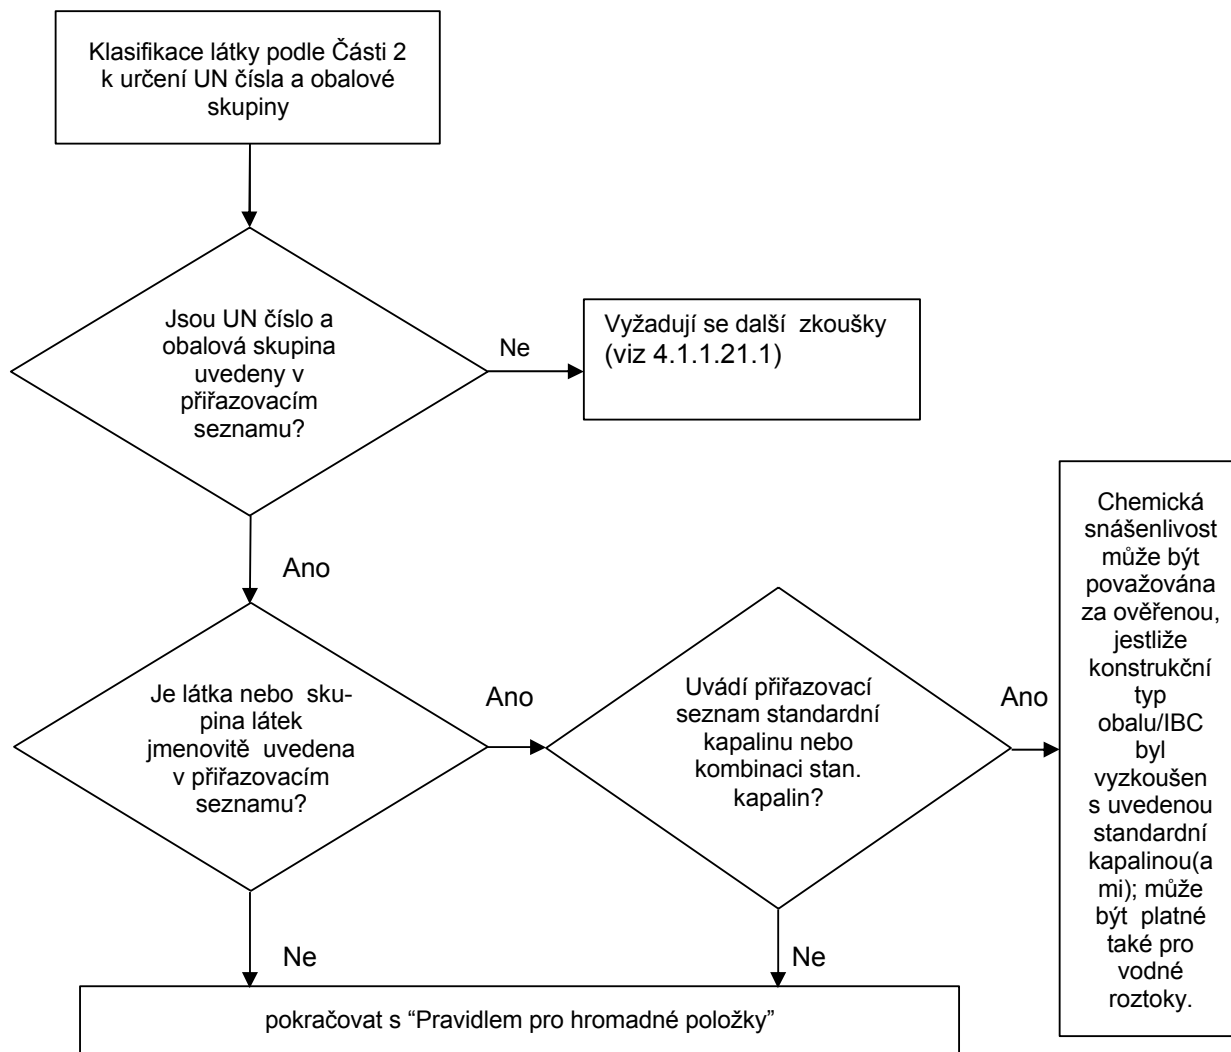 Klasifikace látky podle Části 2
k určení UN čísla a obalové
skupiny
Jsou UN číslo a
obalová skupina
uvedeny v
přiřazovacím
seznamu?
Ne
Vyžadují se další zkoušky
(viz 4.1.1.21.1)
Ano
Je látka nebo sku-
pina látek
jmenovitě uvedena
v přiřazovacím
seznamu?
Ano
Uvádí přiřazovací
seznam standardní
kapalinu nebo
kombinaci stan.
kapalin?
Ano
Chemická
snášenlivost
může být
považována
za ověřenou,
jestliže
konstrukční
typ
obalu/IBC
byl
vyzkoušen
s uvedenou
standardní
kapalinou(a
mi); může
být platné
také pro
vodné
roztoky.
Ne
Ne
pokračovat s “Pravidlem pro hromadné položky”